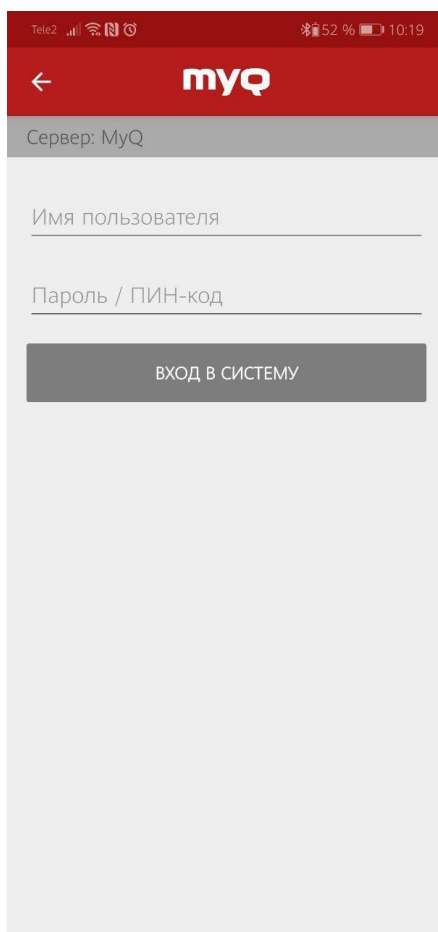 Tele2 52 % 10:19
myQ
Сервер: MyQ
Имя пользователя
Пароль / ПИН-код
ВХОД В СИСТЕМУ